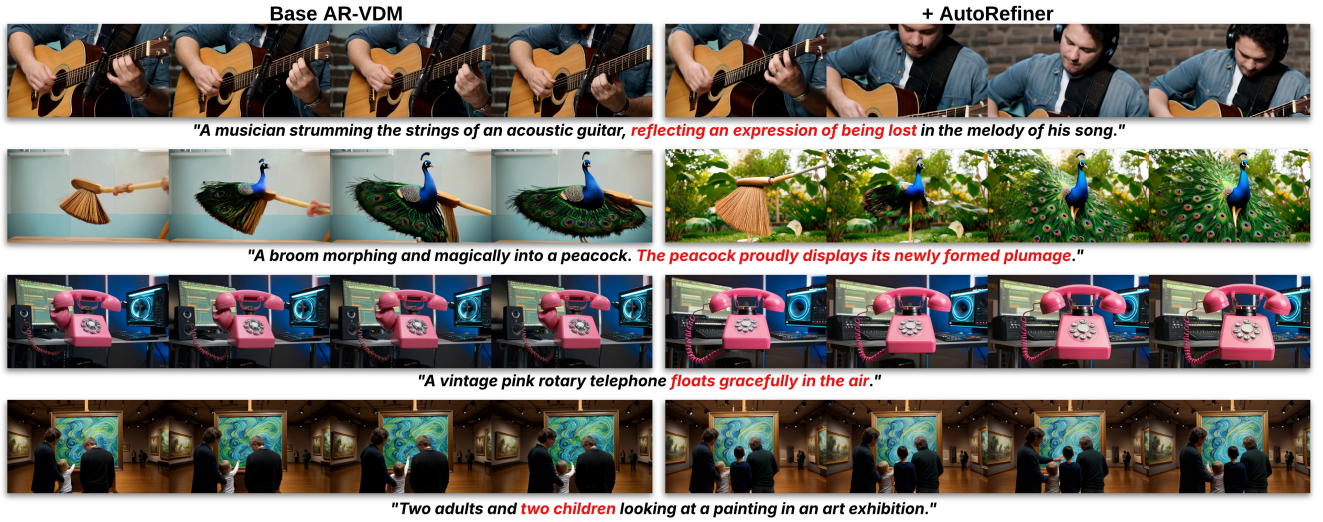 Base AR-VDM
+ AutoRefiner
"A musician strumming the strings of an acoustic guitar, reflecting an expression of being lost in the melody of his song."
"A broom morphing and magically into a peacock. The peacock proudly displays its newly formed plumage."
"A vintage pink rotary telephone floats gracefully in the air."
"Two adults and two children looking at a painting in an art exhibition."